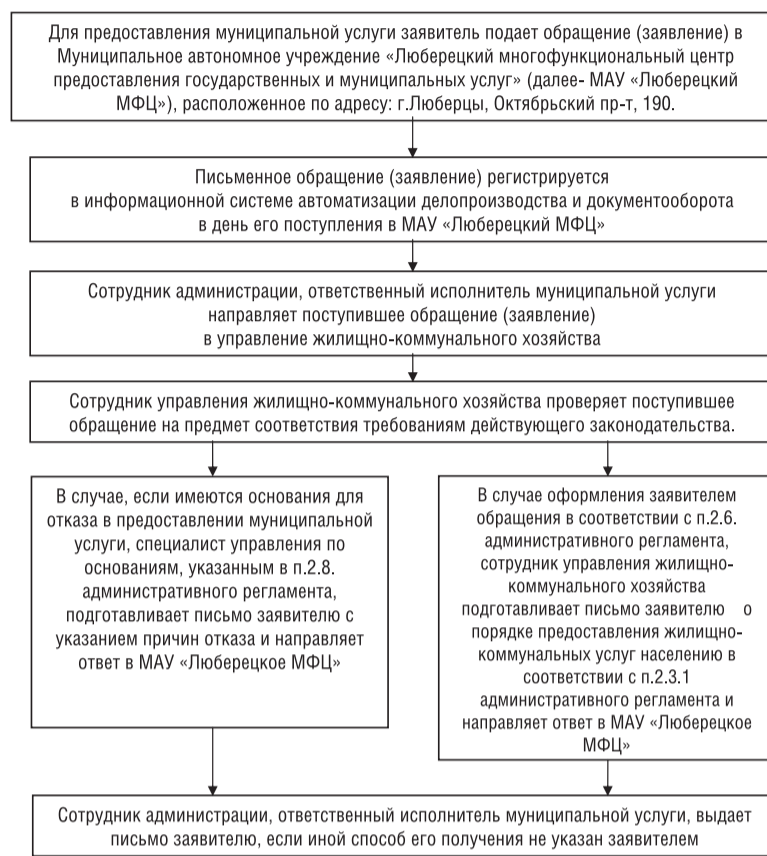 Для предоставления муниципальной услуги заявитель подает обращение (заявление) в
Муниципальное автономное учреждение «Люберецкий многофункциональный центр
предоставления государственных и муниципальных услуг» (далее- МАУ «Люберецкий
МФЦ»), расположенное по адресу: г.Люберцы, Октябрьский пр-т, 190.
Письменное обращение (заявление) регистрируется
в информационной системе автоматизации делопроизводства и документооборота
в день его поступления в МАУ «Люберецкий МФЦ»
Сотрудник администрации, ответственный исполнитель муниципальной услуги
направляет поступившее обращение (заявление)
в управление жилищно-коммунального хозяйства
Сотрудник управления жилищно-коммунального хозяйства проверяет поступившее
обращение на предмет соответствия требованиям действующего законодательства.
В случае, если имеются основания для
отказа в предоставлении муниципальной
услуги, специалист управления по
основаниям, указанным в п.2.8.
административного регламента,
подготавливает письмо заявителю с
указанием причин отказа и направляет
ответ в МАУ «Люберецкое МФЦ»
В случае оформления заявителем
обращения в соответствии с п.2.6.
административного регламента,
сотрудник управления жилищно-
коммунального хозяйства
подготавливает письмо заявителю о
порядке предоставления жилищно-
коммунальных услуг населению в
соответствии с п.2.3.1
административного регламента и
направляет ответ в МАУ «Люберецкое
МФЦ»
Сотрудник администрации, ответственный исполнитель муниципальной услуги, выдает
письмо заявителю, если иной способ его получения не указан заявителем